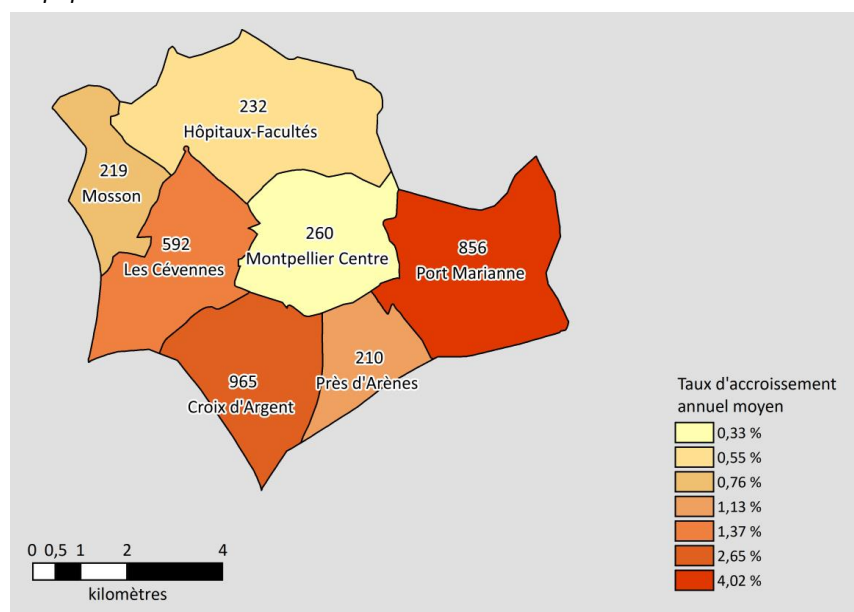 232
Hôpitaux-Facultés
219
Mosson
592
Les Cévennes
260
Montpellier Centre
856
Port Marianne
965
Croix d'Argent
210
Près d'Arènes
Taux d'accroissement
annuel moyen
0,33 %
0,55 %
0,76 %
1,13 %
1,37 %
2,65 %
4,02 %
0 0,5 1 2 4
kilomètres